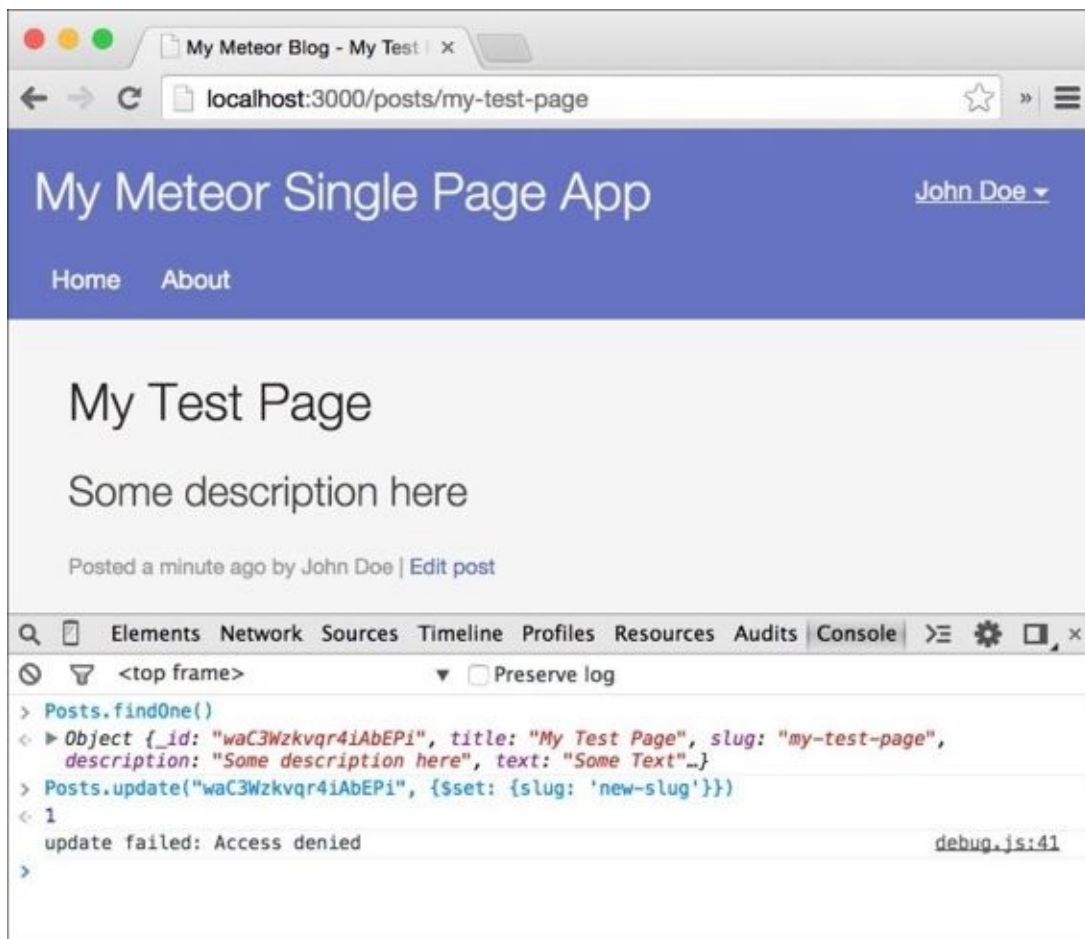 My Meteor Blog - My Test
localhost:3000/posts/my-test-page
»
My Meteor Single Page App
John Doe
Home About
My Test Page
Some description here
Posted a minute ago by John Doe | Edit post
Elements Network Sources Timeline Profiles Resources Audits Console
<top frame> Preserve log
> Posts.findOne()
Object {_id: "waC3Wzkvqr4iAbEPi", title: "My Test Page", slug: "my-test-page",
description: "Some description here", text: "Some Text"…}
> Posts.update("waC3Wzkvqr4iAbEPi", {$set: {slug: 'new-slug'}})
1
update failed: Access denied debug.js:41
>